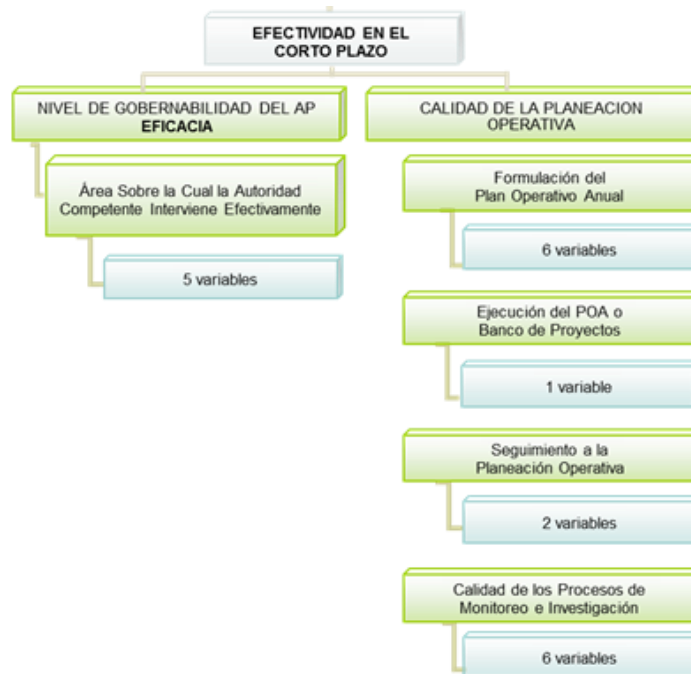 EFECTIVIDAD EN EL
CORTO PLAZO
NIVEL DE GOBERNABILIDAD DEL AP
EFICACIA
Área Sobre la Cual la Autoridad
Competente Interviene Efectivamente
5 variables
CALIDAD DE LA PLANEACION
OPERATIVA
Formulación del
Plan Operativo Anual
6 variables
Ejecución del POA o
Banco de Proyectos
1 variable
Seguimiento a la
Planeación Operativa
2 variables
Calidad de los Procesos de
Monitoreo e Investigación
6 variables